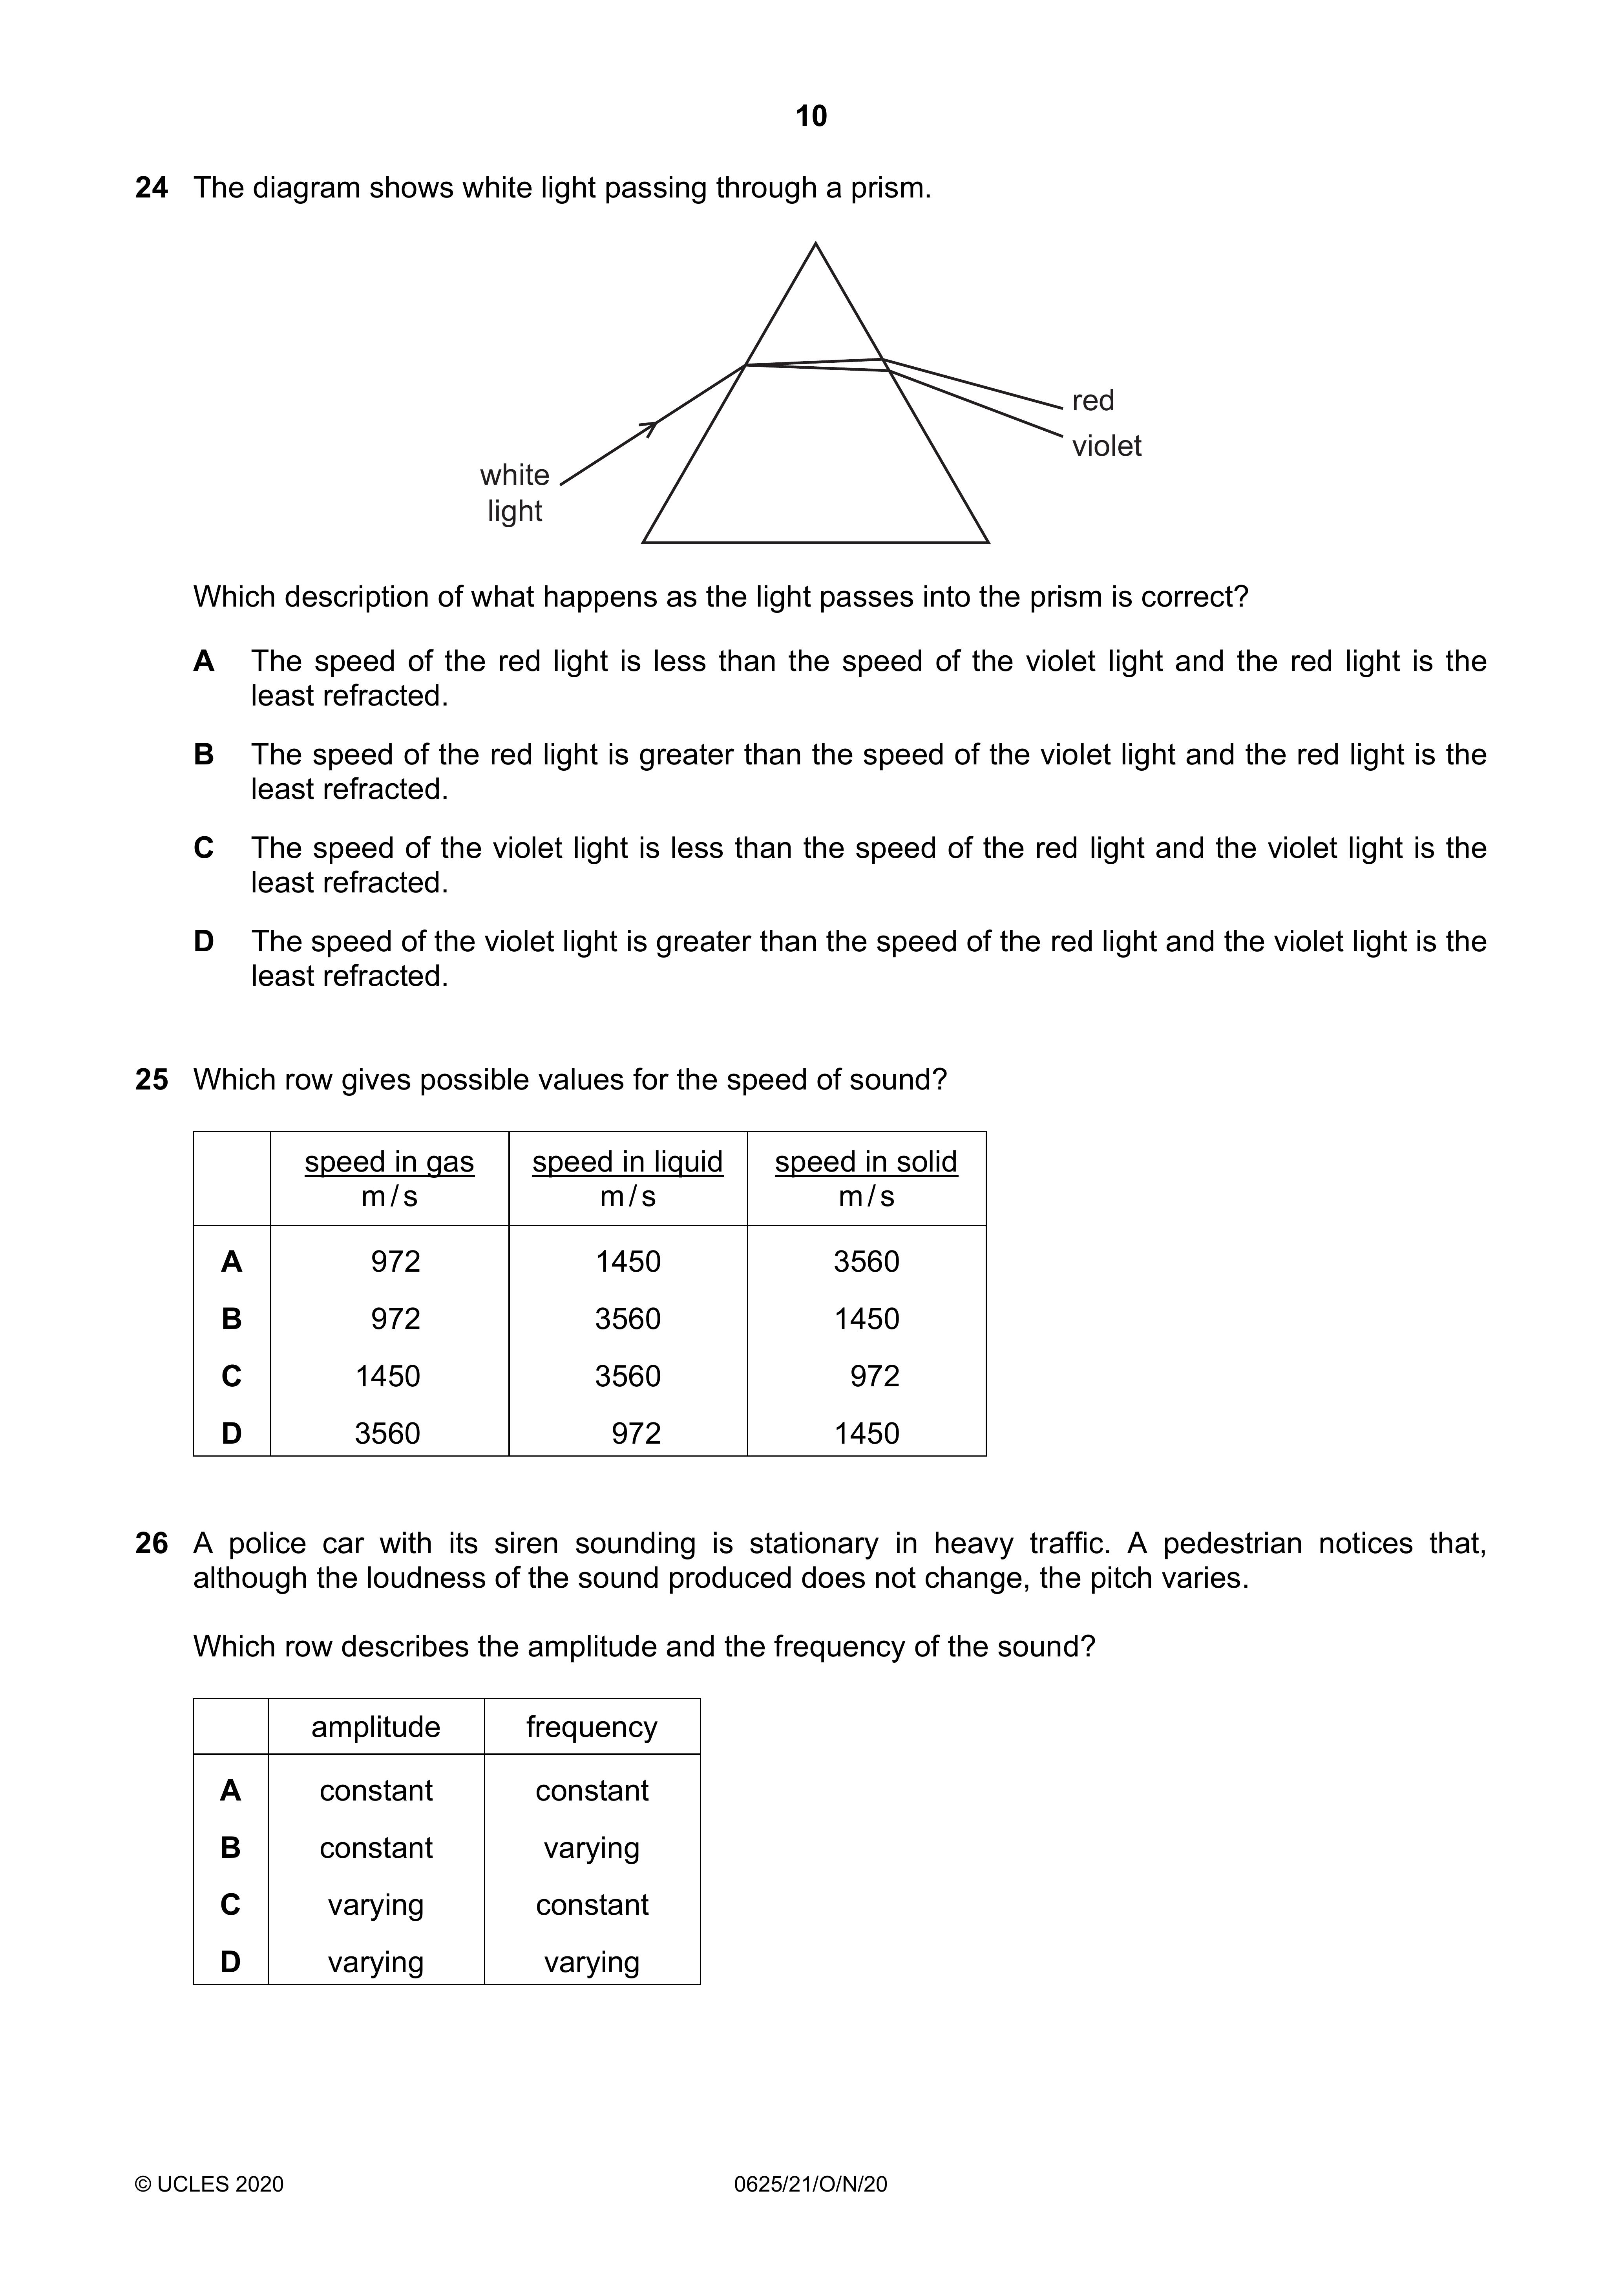 10
24 The diagram shows white light passing through a prism.
white
light
red
violet
Which description of what happens as the light passes into the prism is correct?
A The speed of the red light is less than the speed of the violet light and the red light is the
least refracted.
B The speed of the red light is greater than the speed of the violet light and the red light is the
least refracted.
C The speed of the violet light is less than the speed of the red light and the violet light is the
least refracted.
D The speed of the violet light is greater than the speed of the red light and the violet light is the
least refracted.
25 Which row gives possible values for the speed of sound?
speed in gas speed in liquid speed in solid
m / s m / s m / s
A 972 1450 3560
B 972 3560 1450
C 1450 3560 972
D 3560 972 1450
26 A police car with its siren sounding is stationary in heavy traffic. A pedestrian notices that,
although the loudness of the sound produced does not change, the pitch varies.
Which row describes the amplitude and the frequency of the sound?
amplitude frequency
A constant constant
B constant varying
C varying constant
D varying varying
© UCLES 2020 0625/21/O/N/20